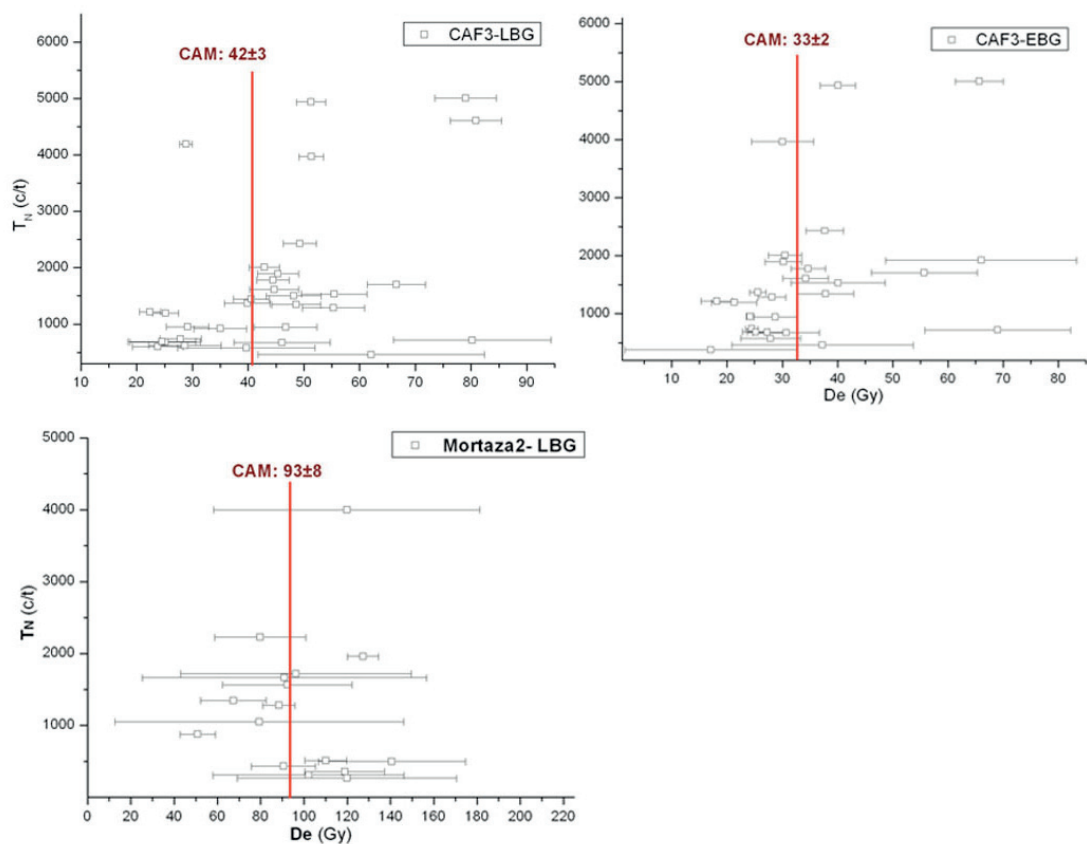 CAF3-LBG
CAM: 42±3
6000
5000
4000
3000
2000
1000
T_N (c/t)
10 20 30 40 50 60 70 80 90
CAF3-EBG
CAM: 33±2
6000
5000
4000
3000
2000
1000
200
10 20 30 40 50 60 70 80
De (Gy)
Mortaza2- LBG
CAM: 93±8
5000
4000
3000
2000
1000
TN (c/t)
0 20 40 60 80 100 120 140 160 180 200 220
De (Gy)